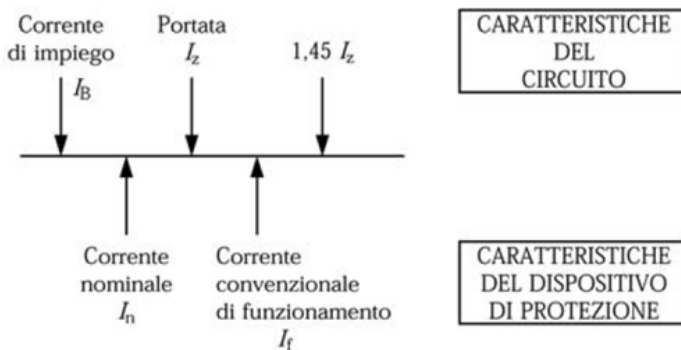 Corrente
di impiego
I_B
Portata
I_z
1,45 I_z
CARATTERISTICHE
DEL
CIRCUITO
Corrente
nominale
I_n
Corrente
convenzionale
di funzionamento
I_f
CARATTERISTICHE
DEL DISPOSITIVO
DI PROTEZIONE